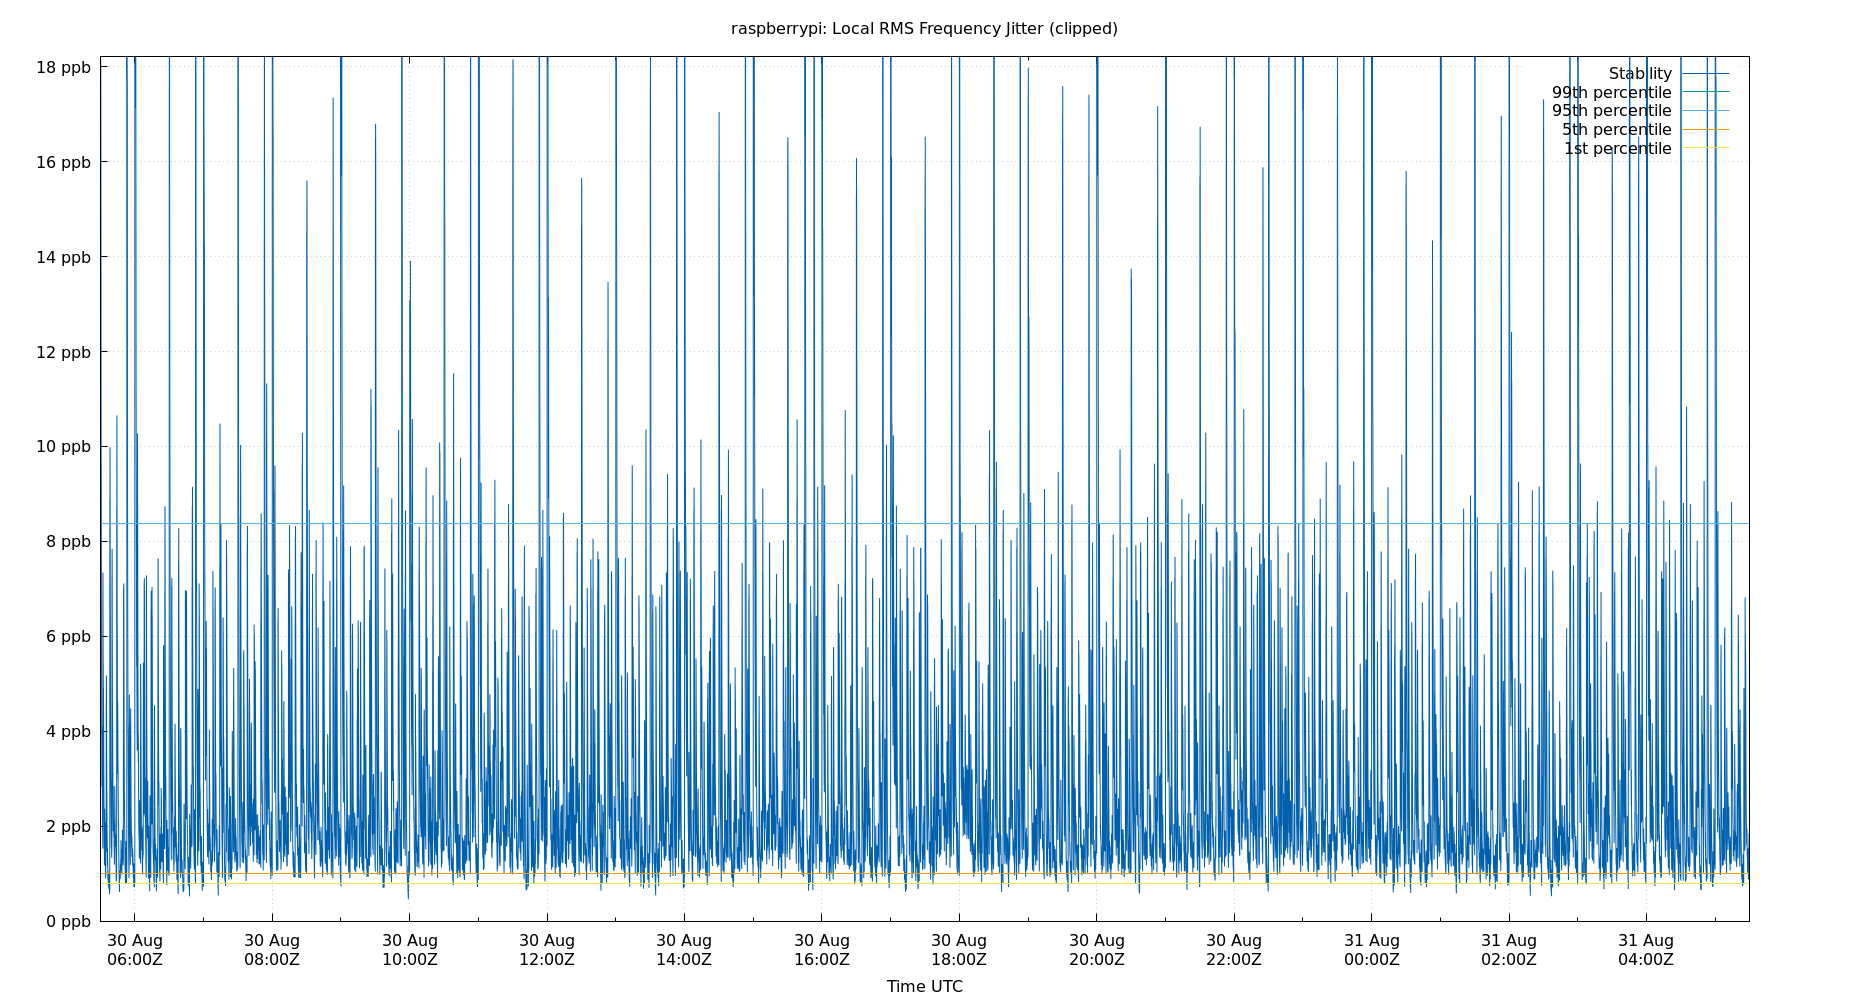 raspberrypi: Local RMS Frequency Jitter (clipped)
18 ppb
16 ppb
14 ppb
12 ppb
10 ppb
8 ppb
6 ppb
4 ppb
2 ppb
0 ppb
Stability
99th percentile
95th percentile
5th percentile
1st percentile
30 Aug 30 Aug 30 Aug 30 Aug 30 Aug 30 Aug 30 Aug 30 Aug 30 Aug 31 Aug 31 Aug 31 Aug
06:00Z 08:00Z 10:00Z 12:00Z 14:00Z 16:00Z 18:00Z 20:00Z 22:00Z 00:00Z 02:00Z 04:00Z
Time UTC